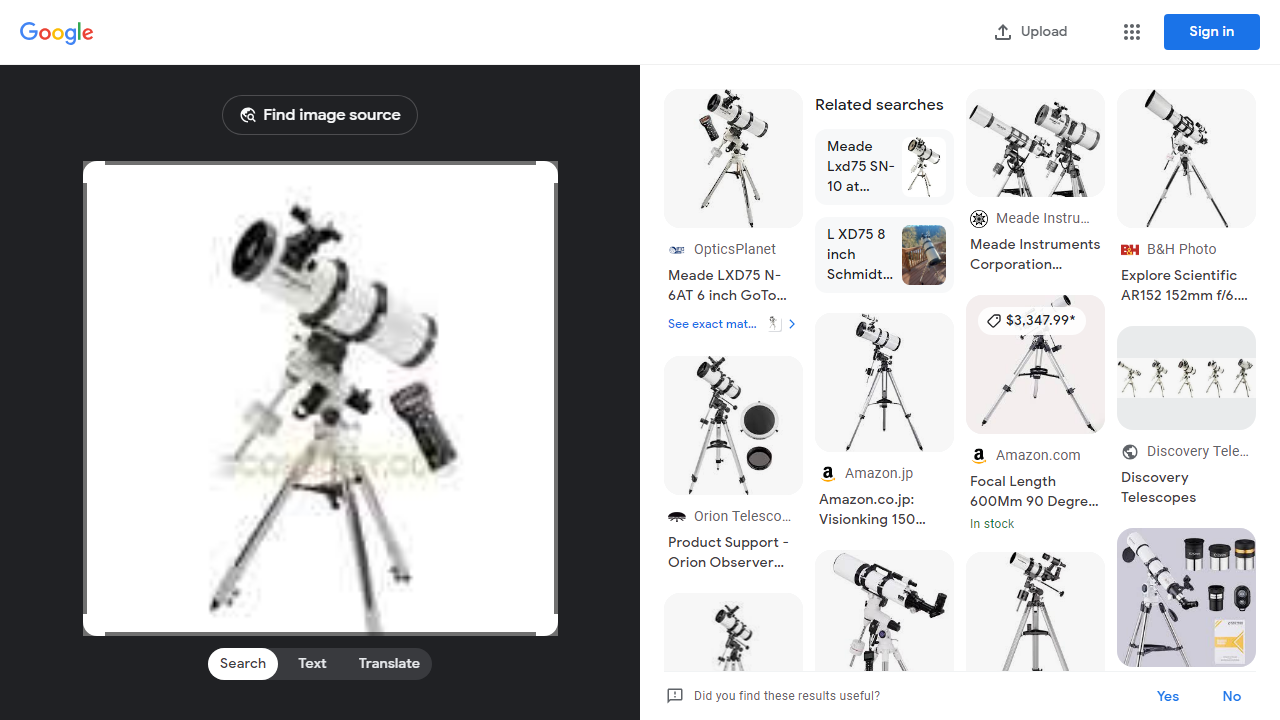 Google
Upload
Sign in
Find image source
Search
Text
Translate
OpticsPlanet
Meade LXD75 N-
6AT 6 inch GoTo...
See exact mat...
Orion Telesco...
Product Support -
Orion Observer...
Related searches
Meade
Lxd75 SN-
10 at...
L XD75 8
inch
Schmidt...
Amazon.jp
Amazon.co.jp:
Visionking 150...
Meade Instru...
Meade Instruments
Corporation...
$3,347.99*
Amazon.com
Focal Length
600Mm 90 Degre...
In stock
B&H Photo
Explore Scientific
AR152 152mm f/6....
Discovery Tele...
Discovery
Telescopes
Did you find these results useful?
Yes
No